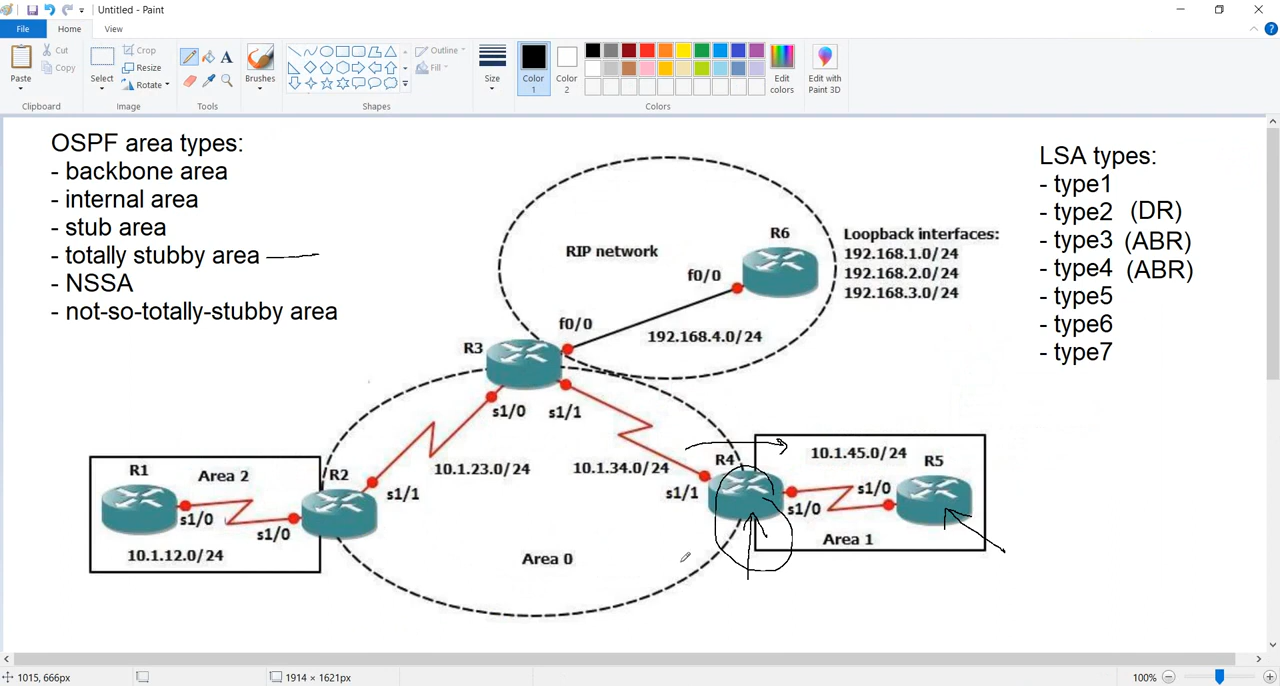 Untitled - Paint
File
Home
View
Paste
Cut
Copy
Clipboard
Select
Crop
Resize
Rotate
Image
A
Tools
Brushes
Shapes
Outline
Fill
Size
Color
1
Color
2
Edit
colors
Colors
Edit with
Paint 3D
OSPF area types:
- backbone area
- internal area
- stub area
- totally stubby area
- NSSA
- not-so-totally-stubby area
LSA types:
- type1
- type2 (DR)
- type3 (ABR)
- type4 (ABR)
- type5
- type6
- type7
RIP network
R6
f0/0
Loopback interfaces:
192.168.1.0/24
192.168.2.0/24
192.168.3.0/24
192.168.4.0/24
f0/0
R3
s1/0
s1/1
10.1.23.0/24
10.1.34.0/24
R1
Area 2
s1/0
s1/0
10.1.12.0/24
R2
s1/1
Area 0
R4
s1/1
s1/0
10.1.45.0/24
s1/0
R5
Area 1
1015, 666px
1914 × 1621px
100%